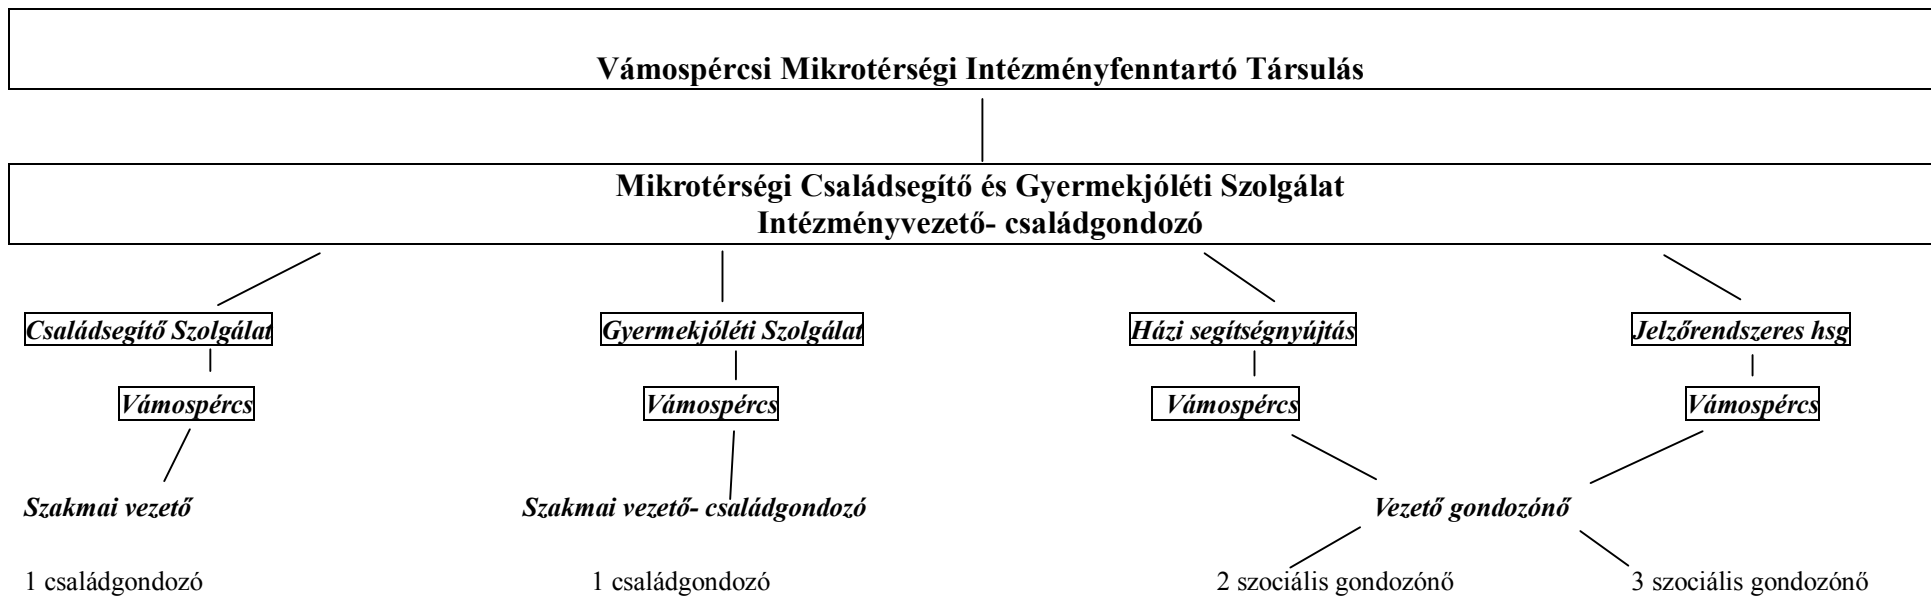 Vámospércsi Mikrotérségi Intézményfenntartó Társulás
Mikrotérségi Családsegítő és Gyermekjóléti Szolgálat
Intézményvezető- családgondozó
Családsegítő Szolgálat
Gyermekjóléti Szolgálat
Házi segítségnyújtás
Jelzőrendszeres hsg
Vámospércs
Vámospércs
Vámospércs
Vámospércs
Szakmai vezető
Szakmai vezető- családgondozó
Vezető gondozónő
1 családgondozó
1 családgondozó
2 szociális gondozónő
3 szociális gondozónő